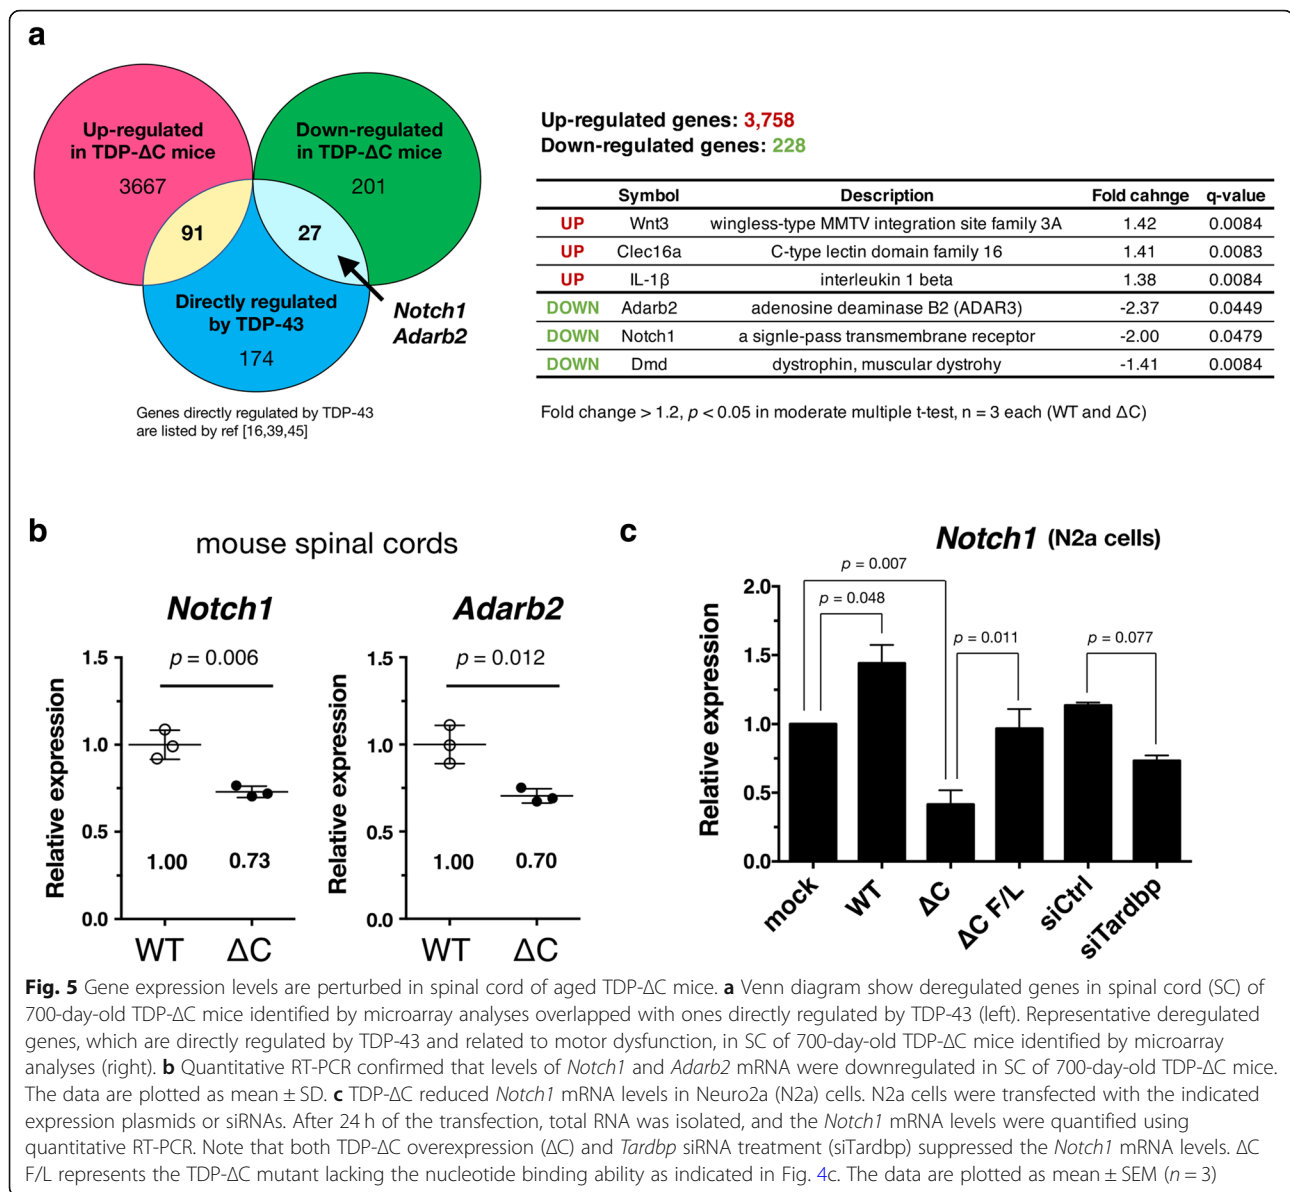 a
Up-regulated
in TDP-ΔC mice
3667
Down-regulated
in TDP-ΔC mice
201
91
27
Directly regulated
by TDP-43
174
Notch1
Adarb2
Genes directly regulated by TDP-43
are listed by ref [16,39,45]
Up-regulated genes: 3,758
Down-regulated genes: 228
Symbol Description Fold cahnge q-value
UP Wnt3 wingless-type MMTV integration site family 3A 1.42 0.0084
UP Clec16a C-type lectin domain family 16 1.41 0.0083
UP IL-1β interleukin 1 beta 1.38 0.0084
DOWN Adarb2 adenosine deaminase B2 (ADAR3) -2.37 0.0449
DOWN Notch1 a signle-pass transmembrane receptor -2.00 0.0479
DOWN Dmd dystrophin, muscular dystrohy -1.41 0.0084
Fold change > 1.2, p < 0.05 in moderate multiple t-test, n = 3 each (WT and ΔC)
b
mouse spinal cords
Notch1
p = 0.006
Relative expression
1.5
1.0
0.5
0.0
1.00 0.73
WT ΔC
Adarb2
p = 0.012
Relative expression
1.5
1.0
0.5
0.0
1.00 0.70
WT ΔC
c
Notch1 (N2a cells)
p = 0.007
p = 0.048
p = 0.011
p = 0.077
Relative expression
2.0
1.5
1.0
0.5
0.0
mock WT ΔC ΔC F/L siCtrl siTardbp
Fig. 5 Gene expression levels are perturbed in spinal cord of aged TDP-ΔC mice. a Venn diagram show deregulated genes in spinal cord (SC) of
700-day-old TDP-ΔC mice identified by microarray analyses overlapped with ones directly regulated by TDP-43 (left). Representative deregulated
genes, which are directly regulated by TDP-43 and related to motor dysfunction, in SC of 700-day-old TDP-ΔC mice identified by microarray
analyses (right). b Quantitative RT-PCR confirmed that levels of Notch1 and Adarb2 mRNA were downregulated in SC of 700-day-old TDP-ΔC mice.
The data are plotted as mean ± SD. c TDP-ΔC reduced Notch1 mRNA levels in Neuro2a (N2a) cells. N2a cells were transfected with the indicated
expression plasmids or siRNAs. After 24 h of the transfection, total RNA was isolated, and the Notch1 mRNA levels were quantified using
quantitative RT-PCR. Note that both TDP-ΔC overexpression (ΔC) and Tardbp siRNA treatment (siTardbp) suppressed the Notch1 mRNA levels. ΔC
F/L represents the TDP-ΔC mutant lacking the nucleotide binding ability as indicated in Fig. 4c. The data are plotted as mean ± SEM (n = 3)